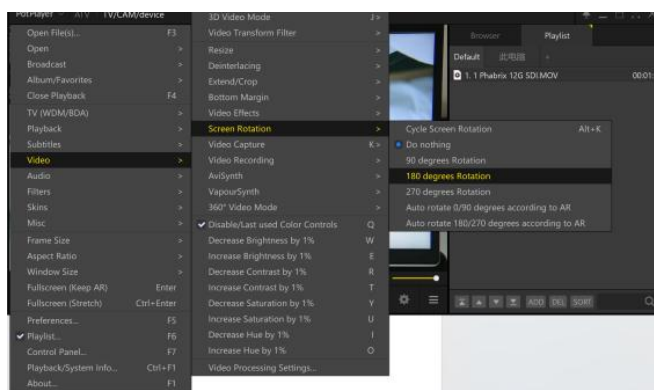 PotPlayer ATV TV/CAM/device
Open File(s)... F3
Open >
Broadcast >
Album/Favorites >
Close Playback F4
TV (WDM/BDA) >
Playback >
Subtitles >
Video >
Audio >
Filters >
Skins >
Misc >
Frame Size >
Aspect Ratio >
Window Size >
Fullscreen (Keep AR) Enter
Fullscreen (Stretch) Ctrl+Enter
Preferences... F5
Playlist... F6
Control Panel... F7
Playback/System Info... Ctrl+F1
About... F1
3D Video Mode J >
Video Transform Filter >
Resize >
Deinterlacing >
Extend/Crop >
Bottom Margin >
Video Effects >
Screen Rotation >
Video Capture K >
Video Recording >
AviSynth >
VapourSynth >
360° Video Mode >
Disable/Last used Color Controls Q
Decrease Brightness by 1% W
Increase Brightness by 1% E
Decrease Contrast by 1% R
Increase Contrast by 1% T
Decrease Saturation by 1% Y
Increase Saturation by 1% U
Decrease Hue by 1% I
Increase Hue by 1% O
Video Processing Settings...
Cycle Screen Rotation Alt+K
Do nothing
90 degrees Rotation
180 degrees Rotation
270 degrees Rotation
Auto rotate 0/90 degrees according to AR
Auto rotate 180/270 degrees according to AR
Browser Playlist
Default 此电脑 +
1. 1 Phabrix 12G SDI.MOV 00:01:
ADD DEL SORT